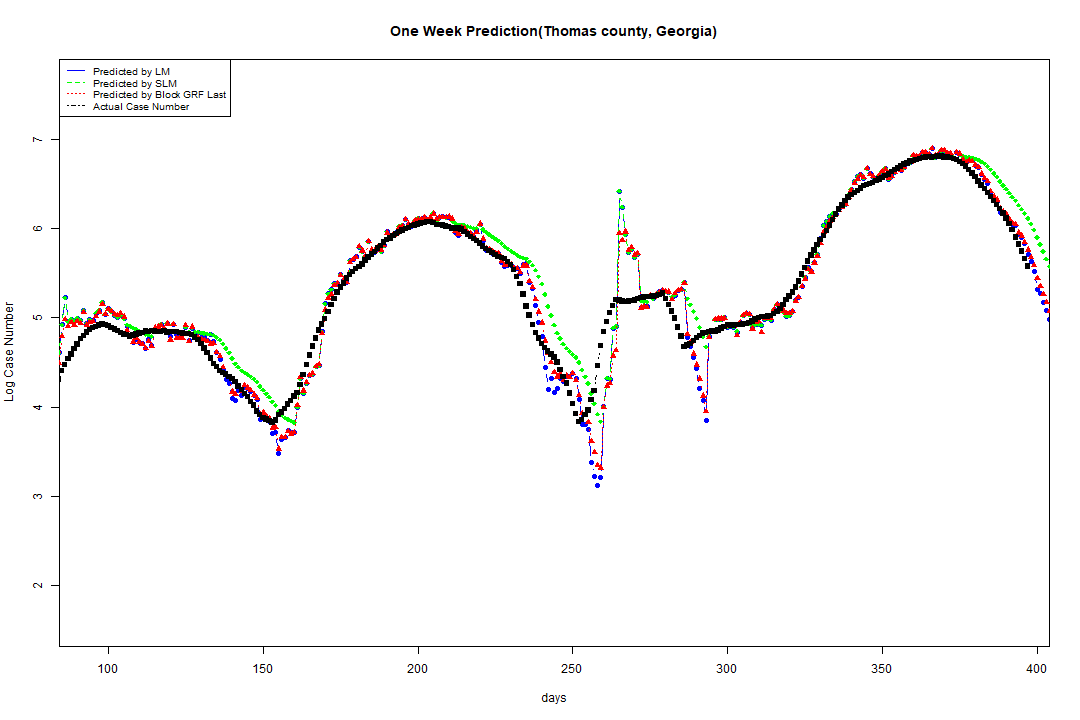 One Week Prediction(Thomas county, Georgia)
Predicted by LM
Predicted by SLM
Predicted by Block GRF Last
Actual Case Number
7
6
5
4
3
2
Log Case Number
100 150 200 250 300 350 400
days